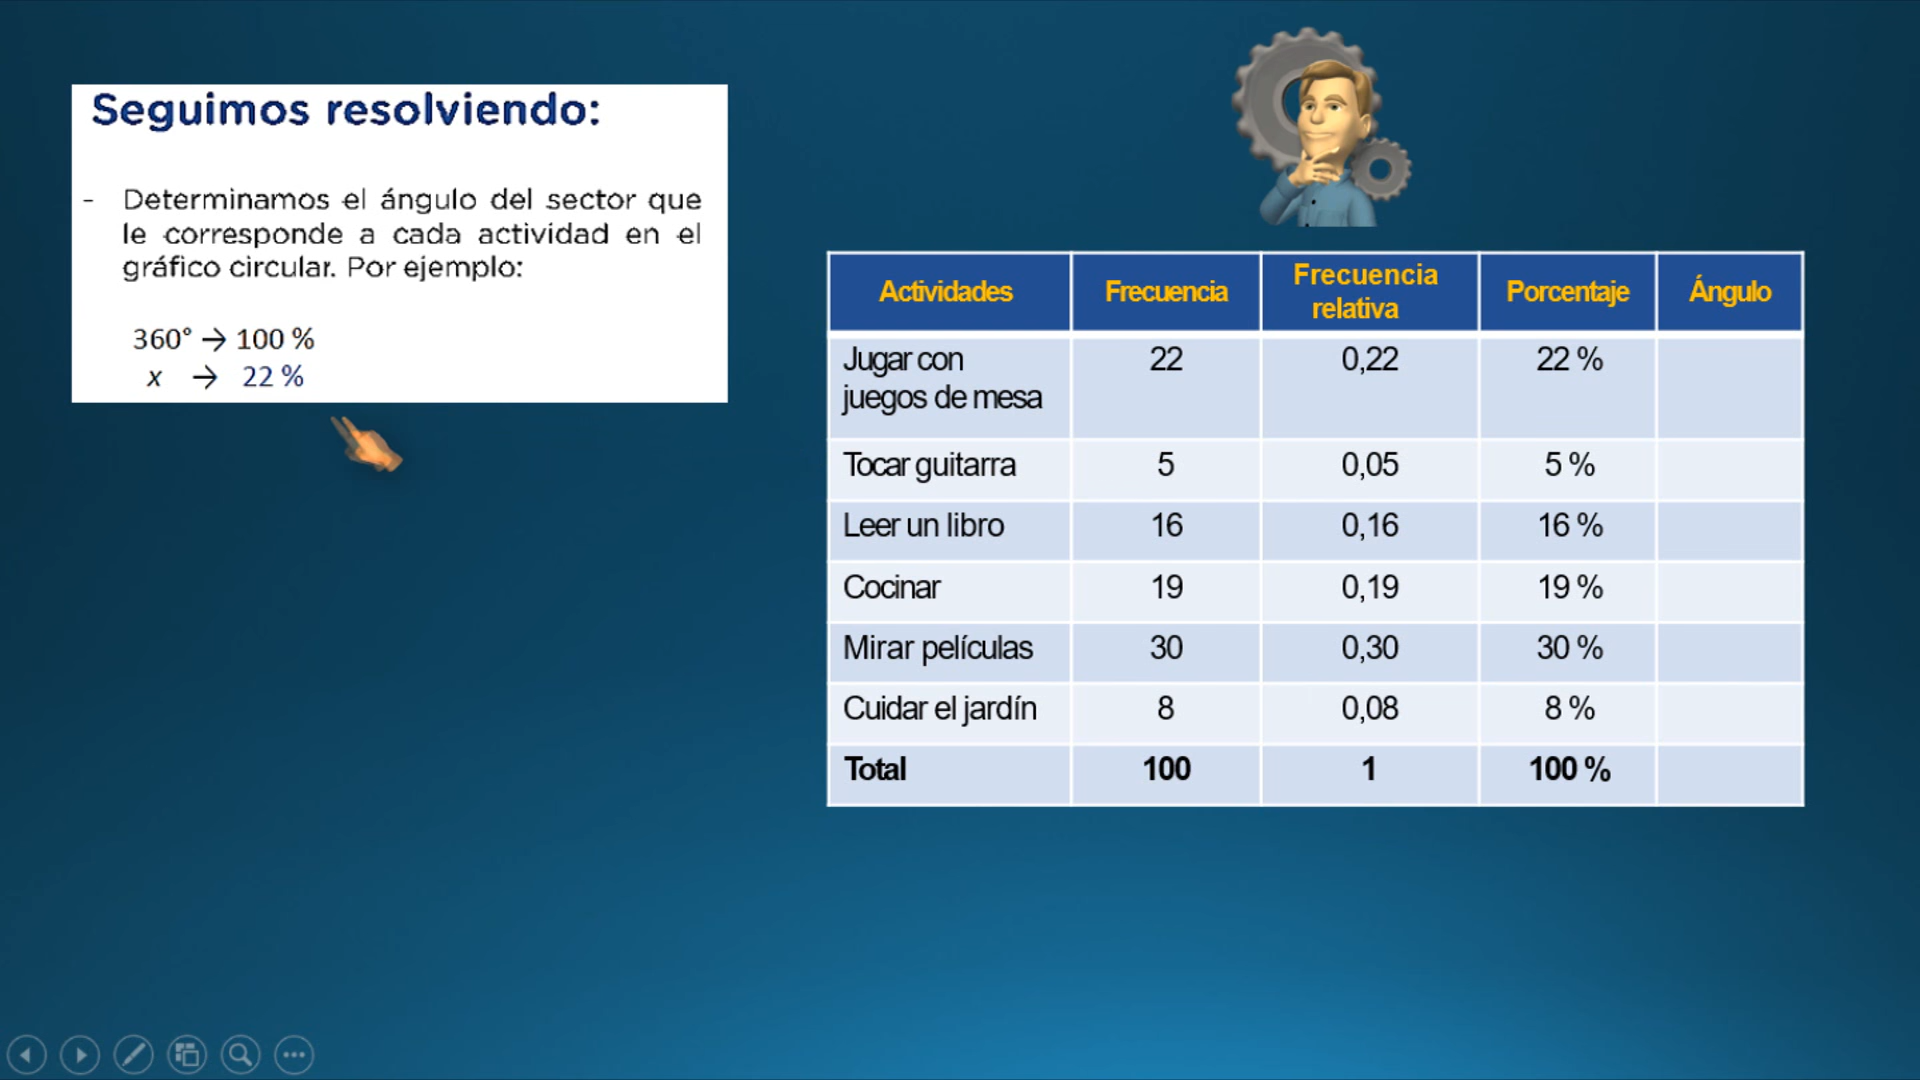 Seguimos resolviendo:
- Determinamos el ángulo del sector que
le corresponde a cada actividad en el
gráfico circular. Por ejemplo:
360° → 100 %
x → 22 %
Actividades Frecuencia Frecuencia relativa Porcentaje Ángulo
Jugar con
juegos de mesa 22 0,22 22 %
Tocar guitarra 5 0,05 5 %
Leer un libro 16 0,16 16 %
Cocinar 19 0,19 19 %
Mirar películas 30 0,30 30 %
Cuidar el jardín 8 0,08 8 %
Total 100 1 100 %